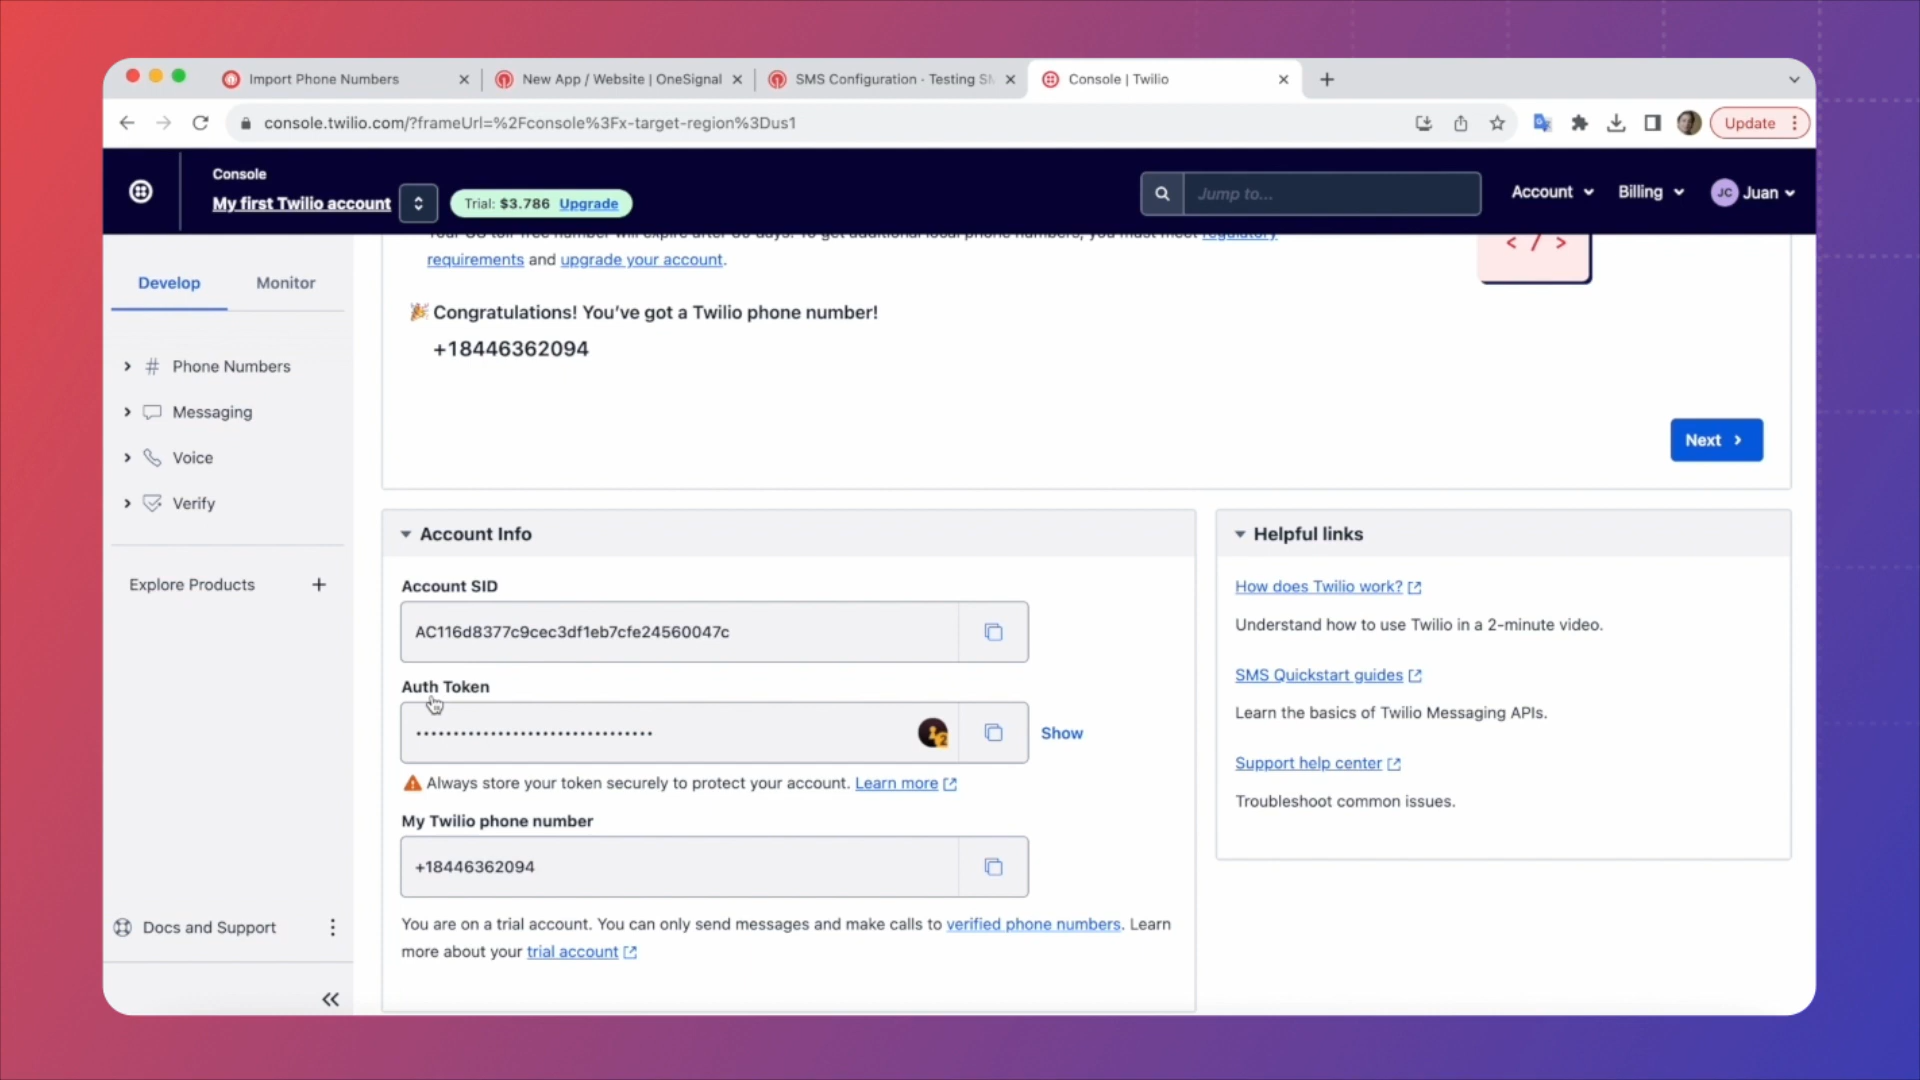 Import Phone Numbers
New App / Website | OneSignal
SMS Configuration - Testing SM
Console | Twilio
console.twilio.com/?frameUrl=%2Fconsole%3Fx-target-region%3Dus1
Update
Console
My first Twilio account
Trial: $3.786 Upgrade
Jump to...
Account
Billing
JC Juan
Develop
Monitor
must meet regulatory
requirements and upgrade your account.
</>
🎉 Congratulations! You've got a Twilio phone number!
+18446362094
Next
Phone Numbers
Messaging
Voice
Verify
Explore Products
Docs and Support
Account Info
Account SID
AC116d8377c9cec3df1eb7cfe24560047c
Auth Token
••••••••••••••••••••••••••••••••
2
Show
Always store your token securely to protect your account. Learn more
My Twilio phone number
+18446362094
You are on a trial account. You can only send messages and make calls to verified phone numbers. Learn
more about your trial account
Helpful links
How does Twilio work?
Understand how to use Twilio in a 2-minute video.
SMS Quickstart guides
Learn the basics of Twilio Messaging APIs.
Support help center
Troubleshoot common issues.